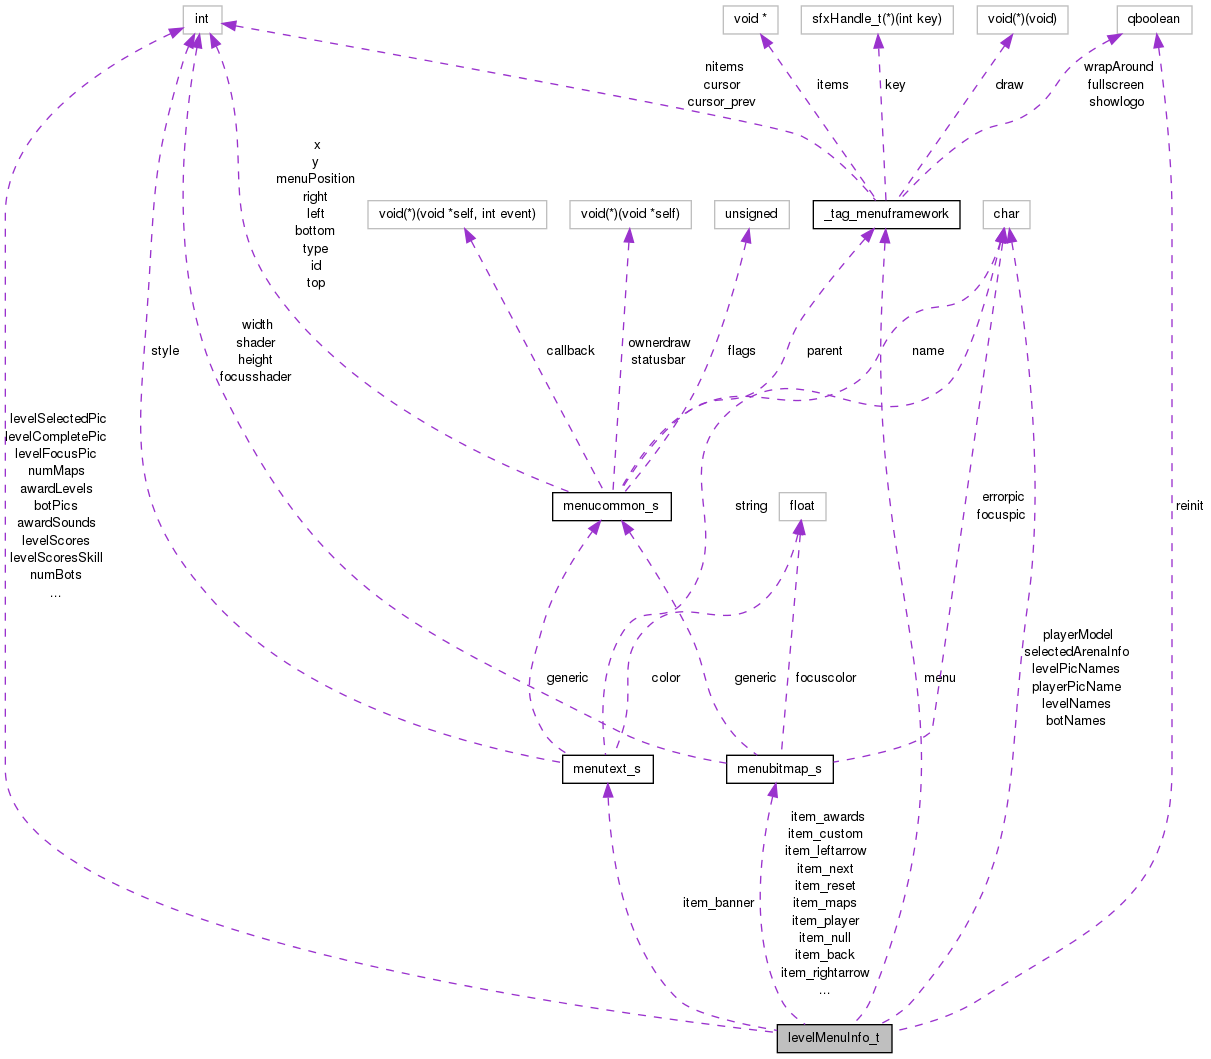 int
void *
sfxHandle_t(*)(int key)
void(*)(void)
qboolean
nitems
cursor
cursor_prev
items
key
draw
wrapAround
fullscreen
showlogo
x
y
menuPosition
right
left
bottom
type
id
top
void(*)(void *self, int event)
void(*)(void *self)
unsigned
_tag_menuframework
char
style
width
shader
height
focusshader
callback
ownerdraw
statusbar
flags
parent
name
levelSelectedPic
levelCompletePic
levelFocusPic
numMaps
awardLevels
botPics
awardSounds
levelScores
levelScoresSkill
numBots
...
menucommon_s
string
float
errorpic
focuspic
reinit
generic
color
generic
focuscolor
menu
playerModel
selectedArenaInfo
levelPicNames
playerPicName
levelNames
botNames
menutext_s
menubitmap_s
item_banner
item_awards
item_custom
item_leftarrow
item_next
item_reset
item_maps
item_player
item_null
item_back
item_rightarrow
...
levelMenuInfo_t